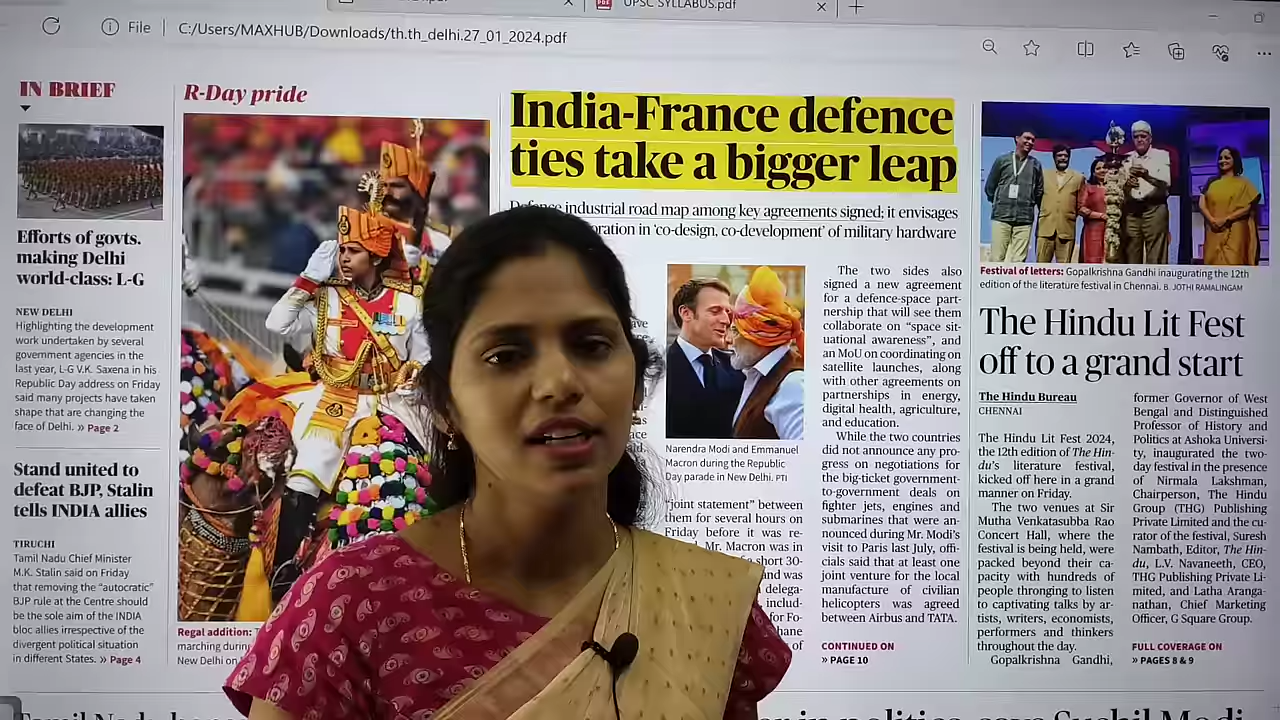 UPSC SYLLABUS.pdf
File
C:/Users/MAXHUB/Downloads/th.th_delhi.27_01_2024.pdf
IN BRIEF
Efforts of govts.
making Delhi
world-class: L-G
NEW DELHI
Highlighting the development
work undertaken by several
government agencies in the
last year, L-G V.K. Saxena in his
Republic Day address on Friday
said many projects have taken
shape that are changing the
face of Delhi. » Page 2
Stand united to
defeat BJP, Stalin
tells INDIA allies
TIRUCHI
Tamil Nadu Chief Minister
M.K. Stalin said on Friday
that removing the “autocratic”
BJP rule at the Centre should
be the sole aim of the INDIA
bloc allies irrespective of the
divergent political situation
in different States. » Page 4
R-Day pride
Regal addition:
marching during
New Delhi on
India-France defence
ties take a bigger leap
Defence industrial road map among key agreements signed; it envisages
in ‘co-design, co-development’ of military hardware
Narendra Modi and Emmanuel
Macron during the Republic
Day parade in New Delhi. PTI
“joint statement” between
them for several hours on
Friday before it was re-
Mr. Macron was in
short 30-
and was
delega-
includ-
for Fo-
of
The two sides also
signed a new agreement
for a defence-space part-
nership that will see them
collaborate on “space sit-
uational awareness”, and
an MoU on coordinating on
satellite launches, along
with other agreements on
partnerships in energy,
digital health, agriculture,
and education.
While the two countries
did not announce any pro-
gress on negotiations for
the big-ticket government-
to-government deals on
fighter jets, engines and
submarines that were an-
nounced during Mr. Modi’s
visit to Paris last July, offi-
cials said that at least one
joint venture for the local
manufacture of civilian
helicopters was agreed
between Airbus and TATA.
CONTINUED ON
» PAGE 10
Festival of letters: Gopalkrishna Gandhi inaugurating the 12th
edition of the literature festival in Chennai. B. JOTHI RAMALINGAM
The Hindu Lit Fest
off to a grand start
The Hindu Bureau
CHENNAI
The Hindu Lit Fest 2024,
the 12th edition of The Hin-
du’s literature festival,
kicked off here in a grand
manner on Friday.
The two venues at Sir
Mutha Venkatasubba Rao
Concert Hall, where the
festival is being held, were
packed beyond their ca-
pacity with hundreds of
people thronging to listen
to captivating talks by ar-
tists, writers, economists,
performers and thinkers
throughout the day.
Gopalkrishna Gandhi,
former Governor of West
Bengal and Distinguished
Professor of History and
Politics at Ashoka Universi-
ty, inaugurated the two-
day festival in the presence
of Nirmala Lakshman,
Chairperson, The Hindu
Group (THG) Publishing
Private Limited and the cu-
rator of the festival, Suresh
Nambath, Editor, The Hin-
du, L.V. Navaneeth, CEO,
THG Publishing Private Li-
mited, and Latha Aranga-
nathan, Chief Marketing
Officer, G Square Group.
FULL COVERAGE ON
» PAGES 8 & 9
in politics, says Sushil Modi